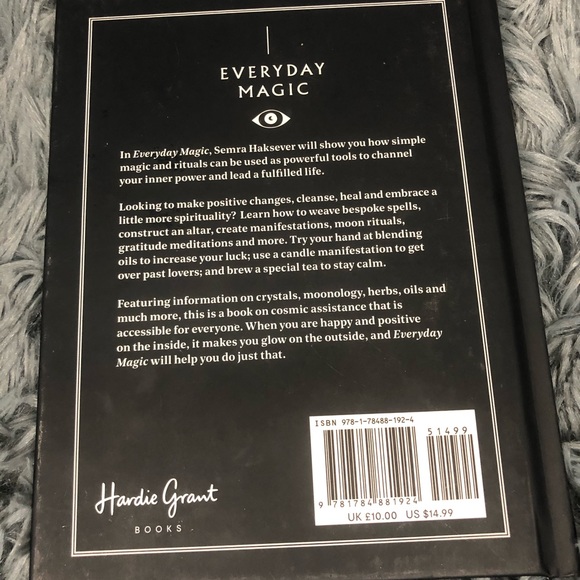 EVERYDAY
MAGIC
In Everyday Magic, Semra Haksever will show you how simple
magic and rituals can be used as powerful tools to channel
your inner power and lead a fulfilled life.
Looking to make positive changes, cleanse, heal and embrace a
little more spirituality? Learn how to weave bespoke spells,
construct an altar, create manifestations, moon rituals,
gratitude meditations and more. Try your hand at blending
oils to increase your luck; use a candle manifestation to get
over past lovers; and brew a special tea to stay calm.
Featuring information on crystals, moonology, herbs, oils and
much more, this is a book on cosmic assistance that is
accessible for everyone. When you are happy and positive
on the inside, it makes you glow on the outside, and Everyday
Magic will help you do just that.
ISBN 978-1-78488-192-4
51499
9 781784 881924
UK £10.00 US $14.99
Hardie Grant
BOOKS